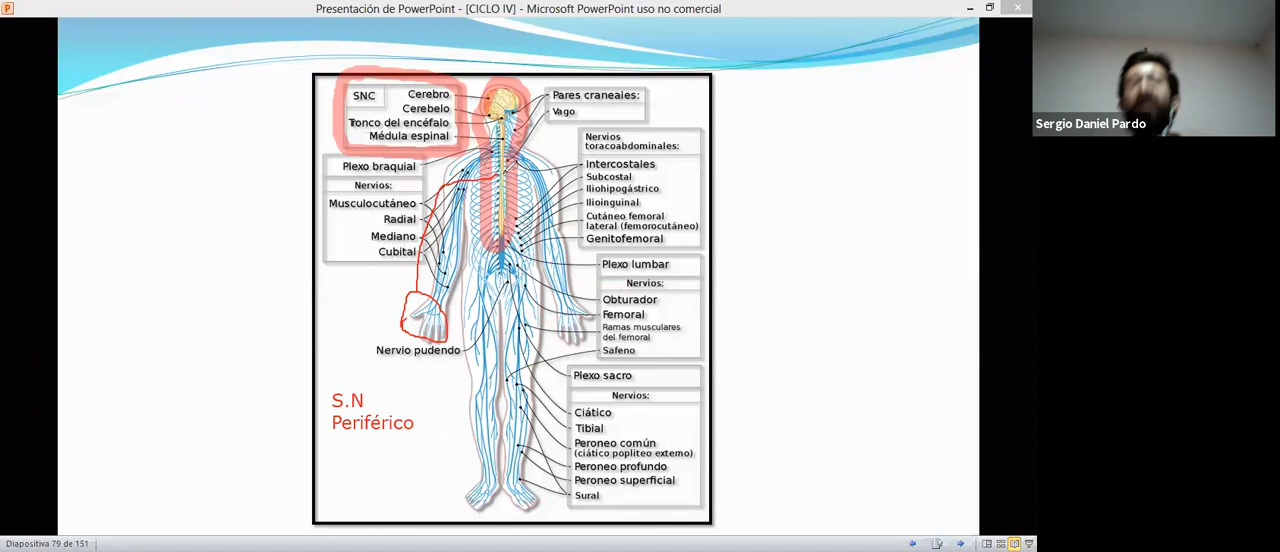 Presentación de PowerPoint - [CICLO IV] - Microsoft PowerPoint uso no comercial
Sergio Daniel Pardo
SNC
Cerebro
Cerebelo
Tronco del encéfalo
Médula espinal
Pares craneales:
Vago
Plexo braquial
Nervios:
Musculocutáneo
Radial
Mediano
Cubital
Nervios
toracoabdominales:
Intercostales
Subcostal
Iliohipogástrico
Ilioinguinal
Cutáneo femoral
lateral (femorocutáneo)
Genitofemoral
Plexo lumbar
Nervios:
Obturador
Femoral
Ramas musculares
del femoral
Safeno
Nervio pudendo
Plexo sacro
Nervios:
Ciático
Tibial
Peroneo común
(ciático popliteo externo)
Peroneo profundo
Peroneo superficial
Sural
S.N
Periférico
Diapositiva 79 de 151